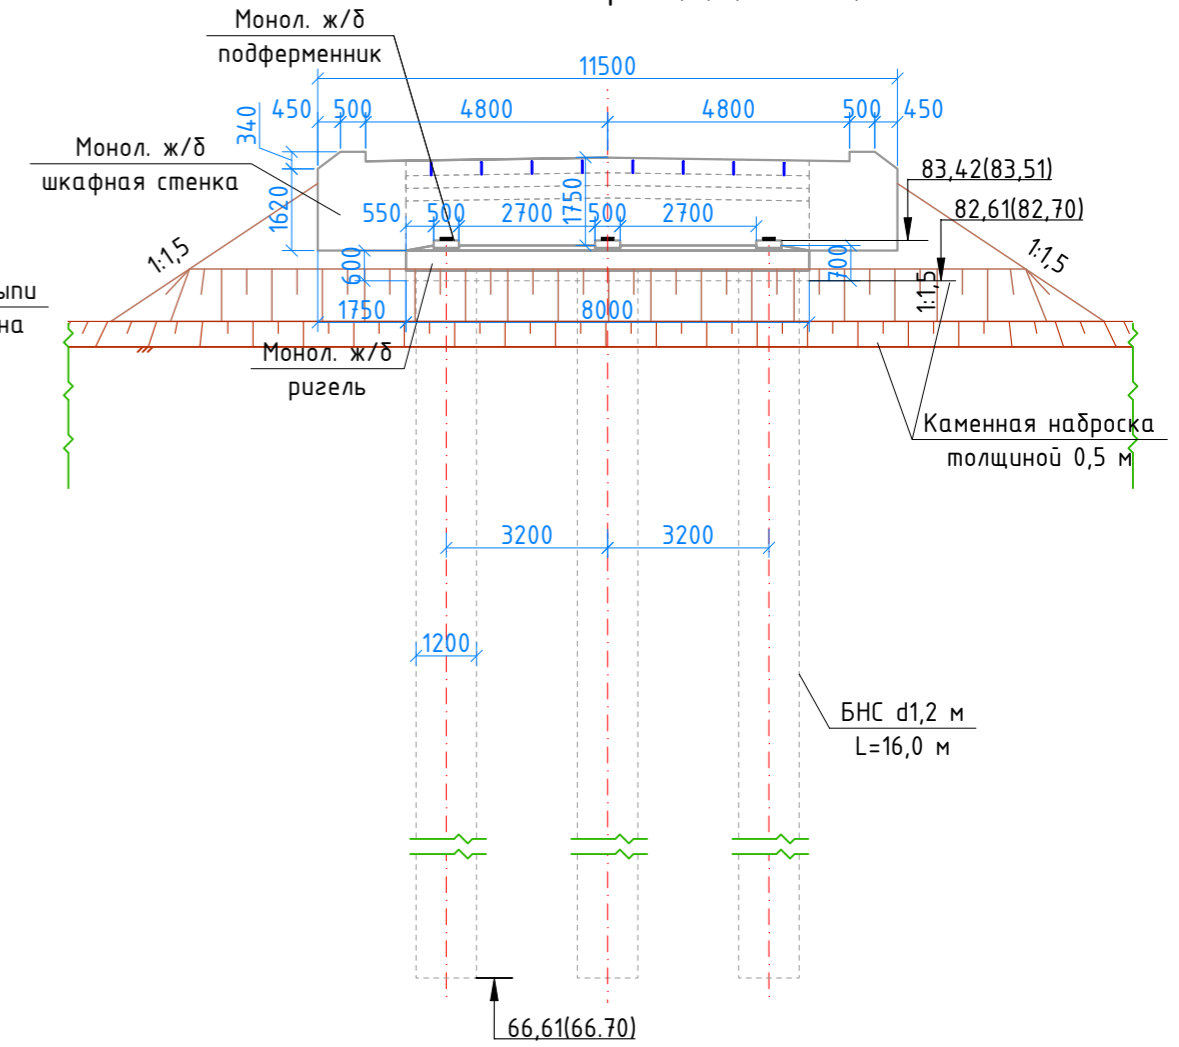 Монол. ж/б
подферменник
11500
450
500
4800
4800
500
450
340
Монол. ж/б
шкафная стенка
83,42(83,51)
82,61(82,70)
1620
550
500
2700
1750
500
2700
1:1,5
1:1,5
600
700
1:1,5
ыпи
на
1750
8000
Монол. ж/б
ригель
Каменная наброска
толщиной 0,5 м
3200
3200
1200
БНС d1,2 м
L=16,0 м
66,61(66.70)